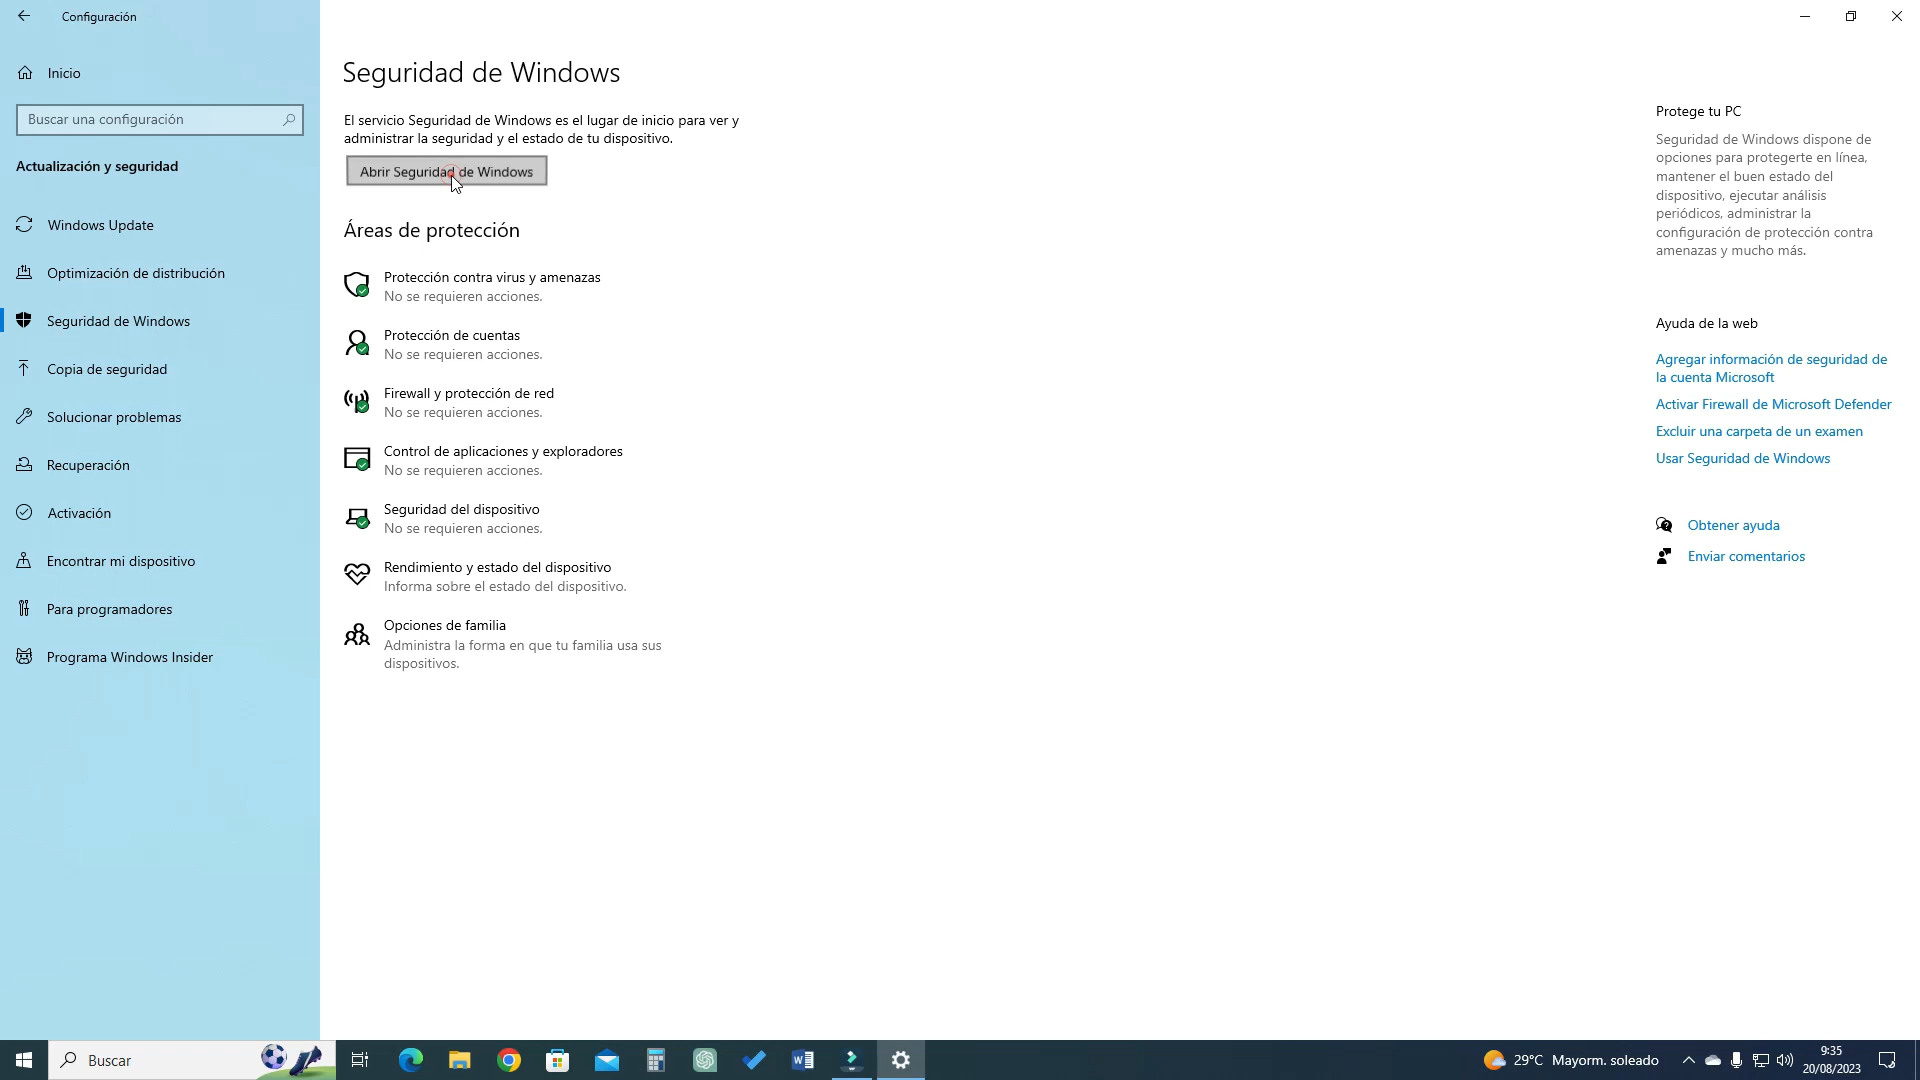 Configuración
Inicio
Buscar una configuración
Actualización y seguridad
Windows Update
Optimización de distribución
Seguridad de Windows
Copia de seguridad
Solucionar problemas
Recuperación
Activación
Encontrar mi dispositivo
Para programadores
Programa Windows Insider
Seguridad de Windows
El servicio Seguridad de Windows es el lugar de inicio para ver y
administrar la seguridad y el estado de tu dispositivo.
Abrir Seguridad de Windows
Áreas de protección
Protección contra virus y amenazas
No se requieren acciones.
Protección de cuentas
No se requieren acciones.
Firewall y protección de red
No se requieren acciones.
Control de aplicaciones y exploradores
No se requieren acciones.
Seguridad del dispositivo
No se requieren acciones.
Rendimiento y estado del dispositivo
Informa sobre el estado del dispositivo.
Opciones de familia
Administra la forma en que tu familia usa sus
dispositivos.
Protege tu PC
Seguridad de Windows dispone de
opciones para protegerte en línea,
mantener el buen estado del
dispositivo, ejecutar análisis
periódicos, administrar la
configuración de protección contra
amenazas y mucho más.
Ayuda de la web
Agregar información de seguridad de
la cuenta Microsoft
Activar Firewall de Microsoft Defender
Excluir una carpeta de un examen
Usar Seguridad de Windows
Obtener ayuda
Enviar comentarios
Buscar
W
29°C Mayorm. soleado
9:35
20/08/2023